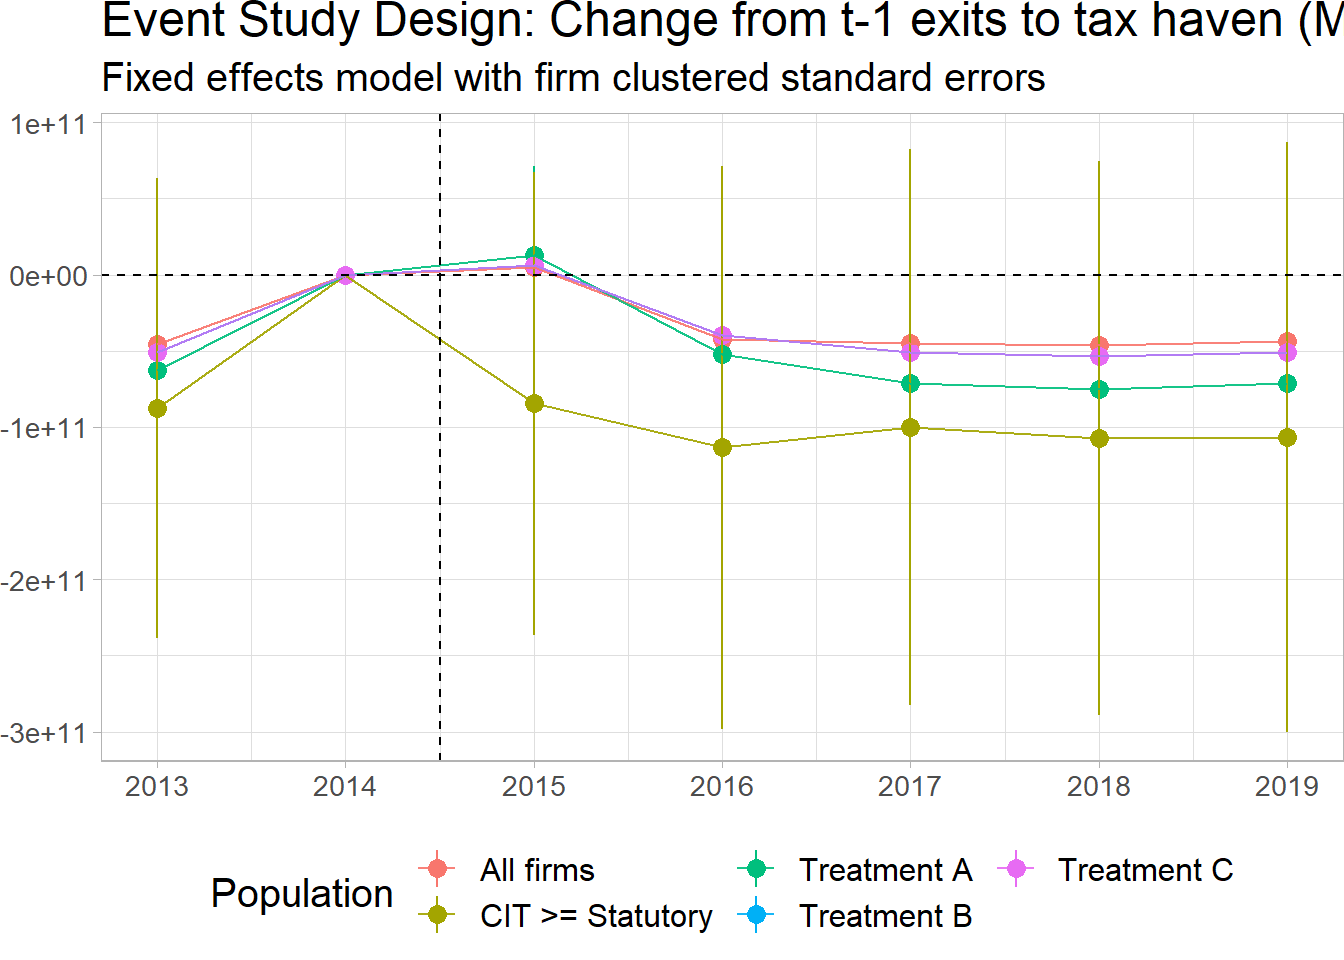 Event Study Design: Change from t-1 exits to tax haven (M
Fixed effects model with firm clustered standard errors
1e+11
0e+00
-1e+11
-2e+11
-3e+11
2013 2014 2015 2016 2017 2018 2019
Population
All firms
CIT >= Statutory
Treatment A
Treatment B
Treatment C